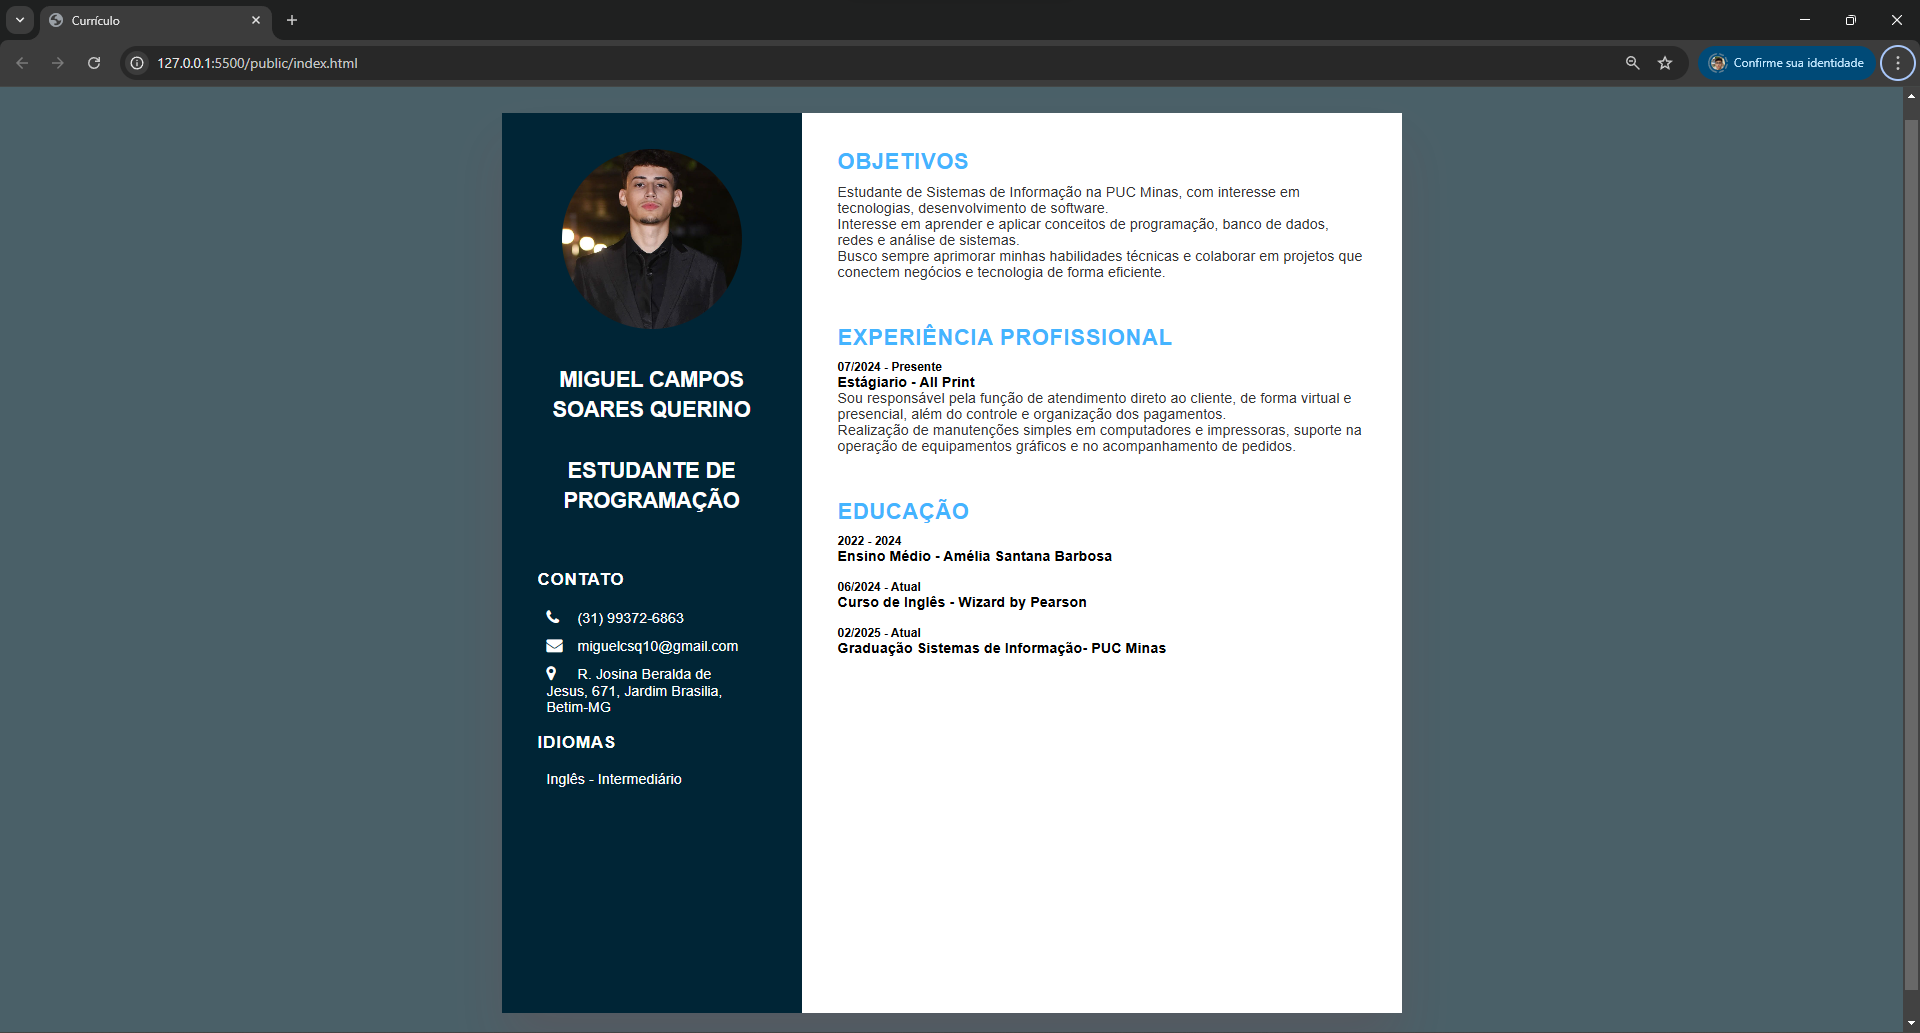 Currículo
127.0.0.1:5500/public/index.html
Confirme sua identidade
MIGUEL CAMPOS
SOARES QUERINO
ESTUDANTE DE
PROGRAMAÇÃO
CONTATO
(31) 99372-6863
miguelcsq10@gmail.com
R. Josina Beralda de
Jesus, 671, Jardim Brasilia,
Betim-MG
IDIOMAS
Inglês - Intermediário
OBJETIVOS
Estudante de Sistemas de Informação na PUC Minas, com interesse em
tecnologias, desenvolvimento de software.
Interesse em aprender e aplicar conceitos de programação, banco de dados,
redes e análise de sistemas.
Busco sempre aprimorar minhas habilidades técnicas e colaborar em projetos que
conectem negócios e tecnologia de forma eficiente.
EXPERIÊNCIA PROFISSIONAL
07/2024 - Presente
Estágiario - All Print
Sou responsável pela função de atendimento direto ao cliente, de forma virtual e
presencial, além do controle e organização dos pagamentos.
Realização de manutenções simples em computadores e impressoras, suporte na
operação de equipamentos gráficos e no acompanhamento de pedidos.
EDUCAÇÃO
2022 - 2024
Ensino Médio - Amélia Santana Barbosa
06/2024 - Atual
Curso de Inglês - Wizard by Pearson
02/2025 - Atual
Graduação Sistemas de Informação- PUC Minas